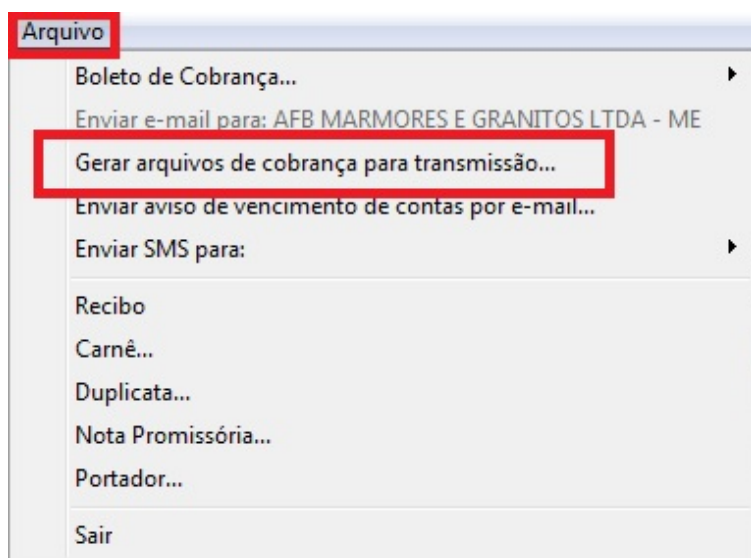 Arquivo
Boleto de Cobrança...
Enviar e-mail para: AFB MARMORES E GRANITOS LTDA - ME
Gerar arquivos de cobrança para transmissão...
Enviar aviso de vencimento de contas por e-mail...
Enviar SMS para:
Recibo
Carnê...
Duplicata...
Nota Promissória...
Portador...
Sair